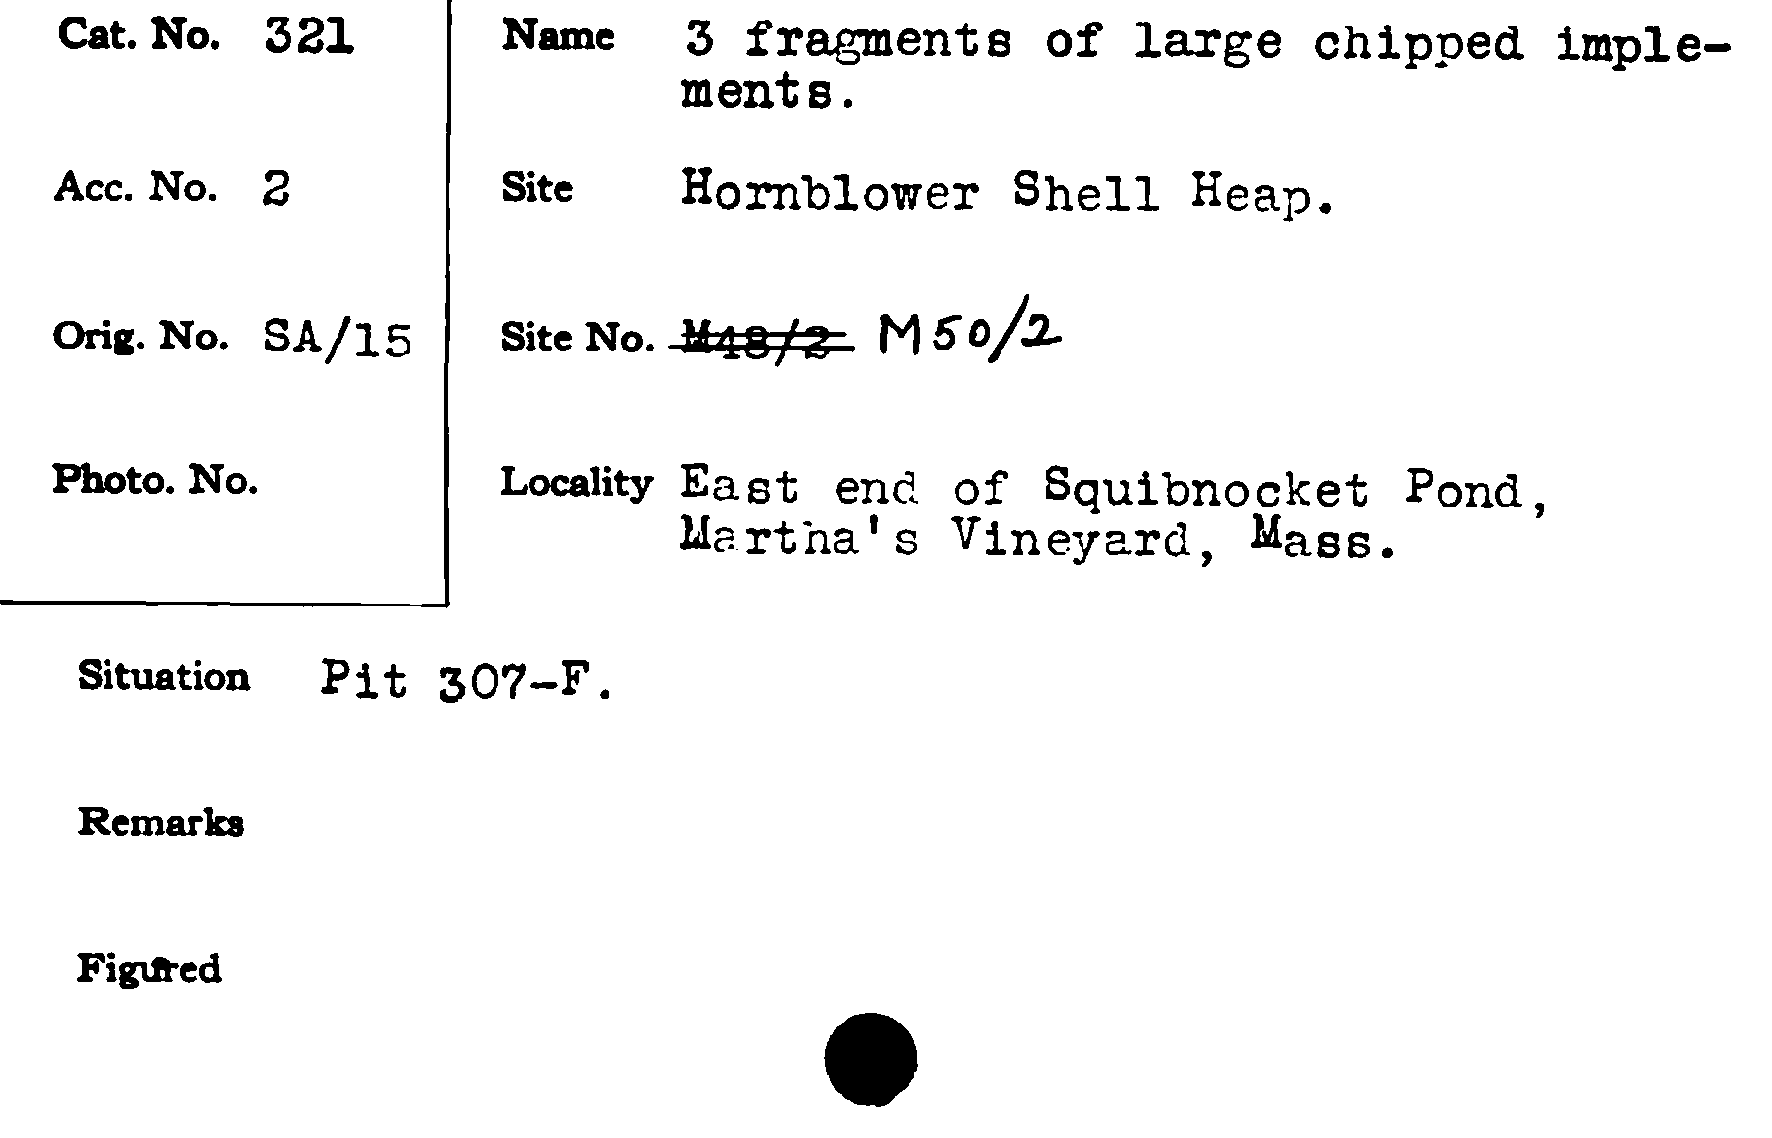 Cat. No. 321
Name 3 fragments of large chipped imple-
ments.
Acc. No. 2
Site Hornblower Shell Heap.
Orig. No. SA/15
Site No. M48/2 M50/2
Photo. No.
Locality East end of Squibnocket Pond,
Martha's Vineyard, Mass.
Situation Pit 307-F.
Remarks
Figured